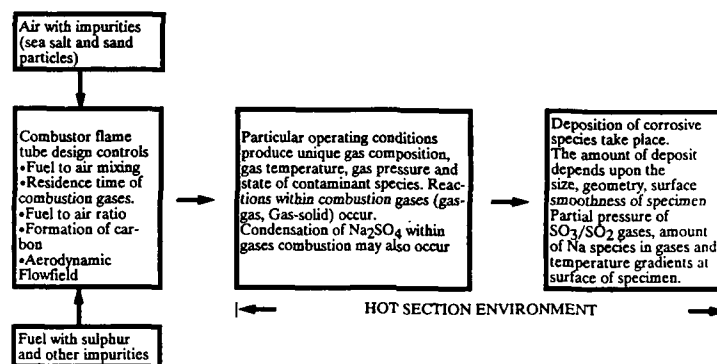 Air with impurities
(sea salt and sand
particles)
Combustor flame
tube design controls
•Fuel to air mixing
•Residence time of
combustion gases.
•Fuel to air ratio
•Formation of car-
bon
•Aerodynamic
Flowfield
Fuel with sulphur
and other impurities
Particular operating conditions
produce unique gas composition,
gas temperature, gas pressure and
state of contaminant species. Reac-
tions within combustion gases (gas-
gas, Gas-solid) occur.
Condensation of Na2SO4 within
gases combustion may also occur
Deposition of corrosive
species take place.
The amount of deposit
depends upon the
size, geometry, surface
smoothness of specimen
Partial pressure of
SO3/SO2 gases, amount
of Na species in gases and
temperature gradients at
surface of specimen.
HOT SECTION ENVIRONMENT